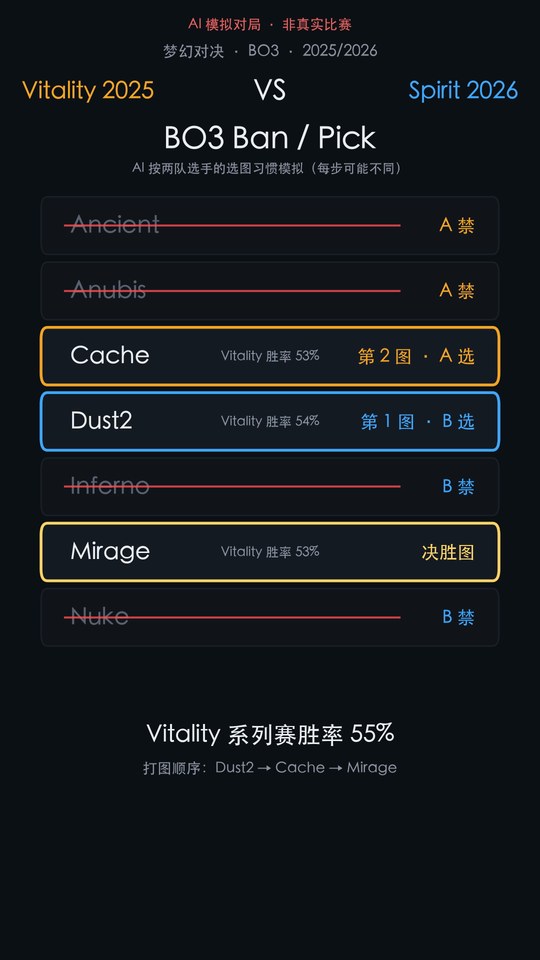 AI 模拟对局 · 非真实比赛
梦幻对决 · BO3 · 2025/2026
Vitality 2025 VS Spirit 2026
BO3 Ban / Pick
AI 按两队选手的选图习惯模拟（每步可能不同）
Ancient A 禁
Anubis A 禁
Cache Vitality 胜率 53% 第 2 图 · A 选
Dust2 Vitality 胜率 54% 第 1 图 · B 选
Inferno B 禁
Mirage Vitality 胜率 53% 决胜图
Nuke B 禁
Vitality 系列赛胜率 55%
打图顺序：Dust2 → Cache → Mirage